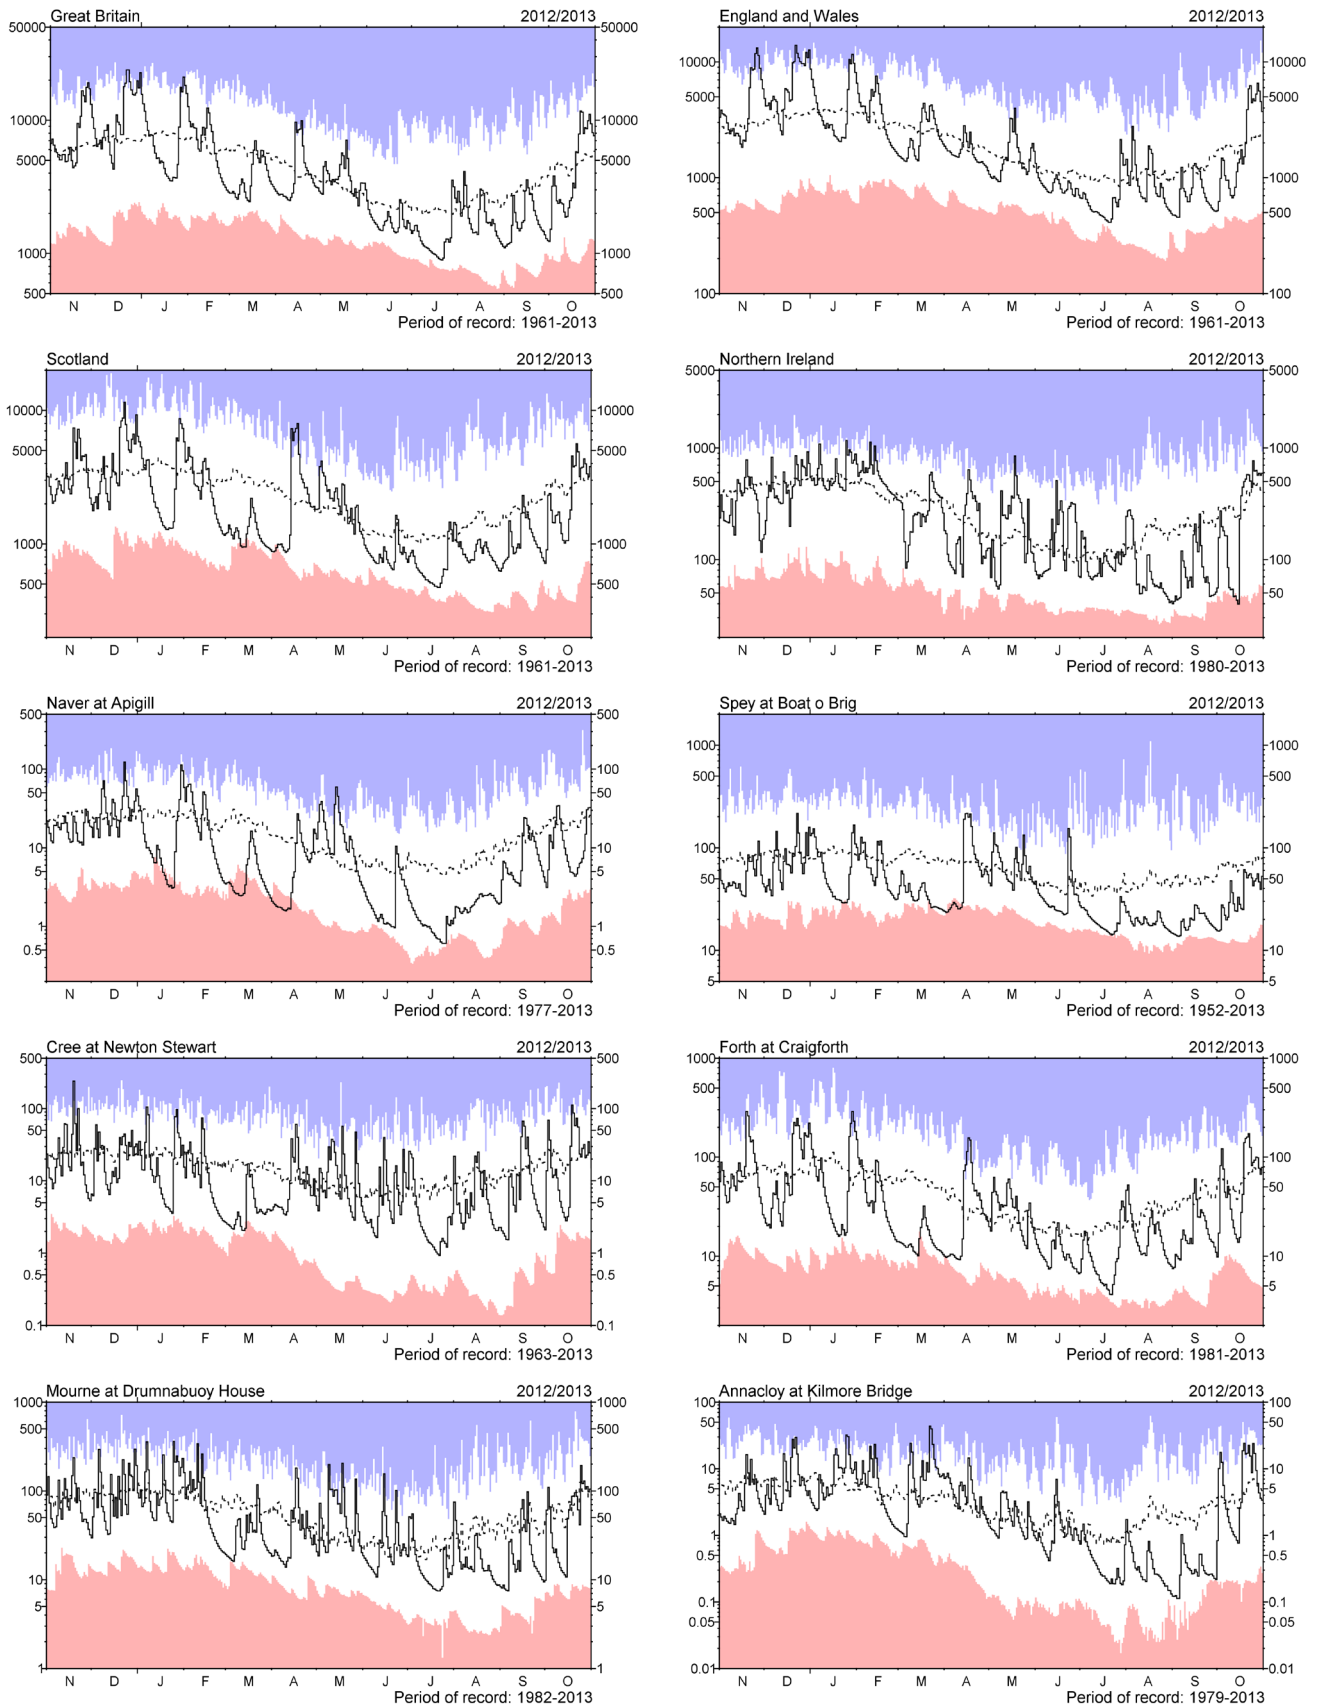 Great Britain 2012/2013
50000 50000
10000 10000
5000 5000
1000 1000
500 500
N D J F M A M J J A S O
Period of record: 1961-2013
England and Wales 2012/2013
10000 10000
5000 5000
1000 1000
500 500
100 100
N D J F M A M J J A S O
Period of record: 1961-2013
Scotland 2012/2013
10000 10000
5000 5000
1000 1000
500 500
N D J F M A M J J A S O
Period of record: 1961-2013
Northern Ireland 2012/2013
5000 5000
1000 1000
500 500
100 100
50 50
N D J F M A M J J A S O
Period of record: 1980-2013
Naver at Apigill 2012/2013
500 500
100 100
50 50
10 10
5 5
1 1
0.5 0.5
N D J F M A M J J A S O
Period of record: 1977-2013
Spey at Boat o Brig 2012/2013
1000 1000
500 500
100 100
50 50
10 10
5 5
N D J F M A M J J A S O
Period of record: 1952-2013
Cree at Newton Stewart 2012/2013
500 500
100 100
50 50
10 10
5 5
1 1
0.5 0.5
0.1 0.1
N D J F M A M J J A S O
Period of record: 1963-2013
Forth at Craigforth 2012/2013
1000 1000
500 500
100 100
50 50
10 10
5 5
N D J F M A M J J A S O
Period of record: 1981-2013
Mourne at Drumnabuoy House 2012/2013
1000 1000
500 500
100 100
50 50
10 10
5 5
1 1
N D J F M A M J J A S O
Period of record: 1982-2013
Annacloy at Kilmore Bridge 2012/2013
100 100
50 50
10 10
5 5
1 1
0.5 0.5
0.1 0.1
0.05 0.05
0.01 0.01
N D J F M A M J J A S O
Period of record: 1979-2013